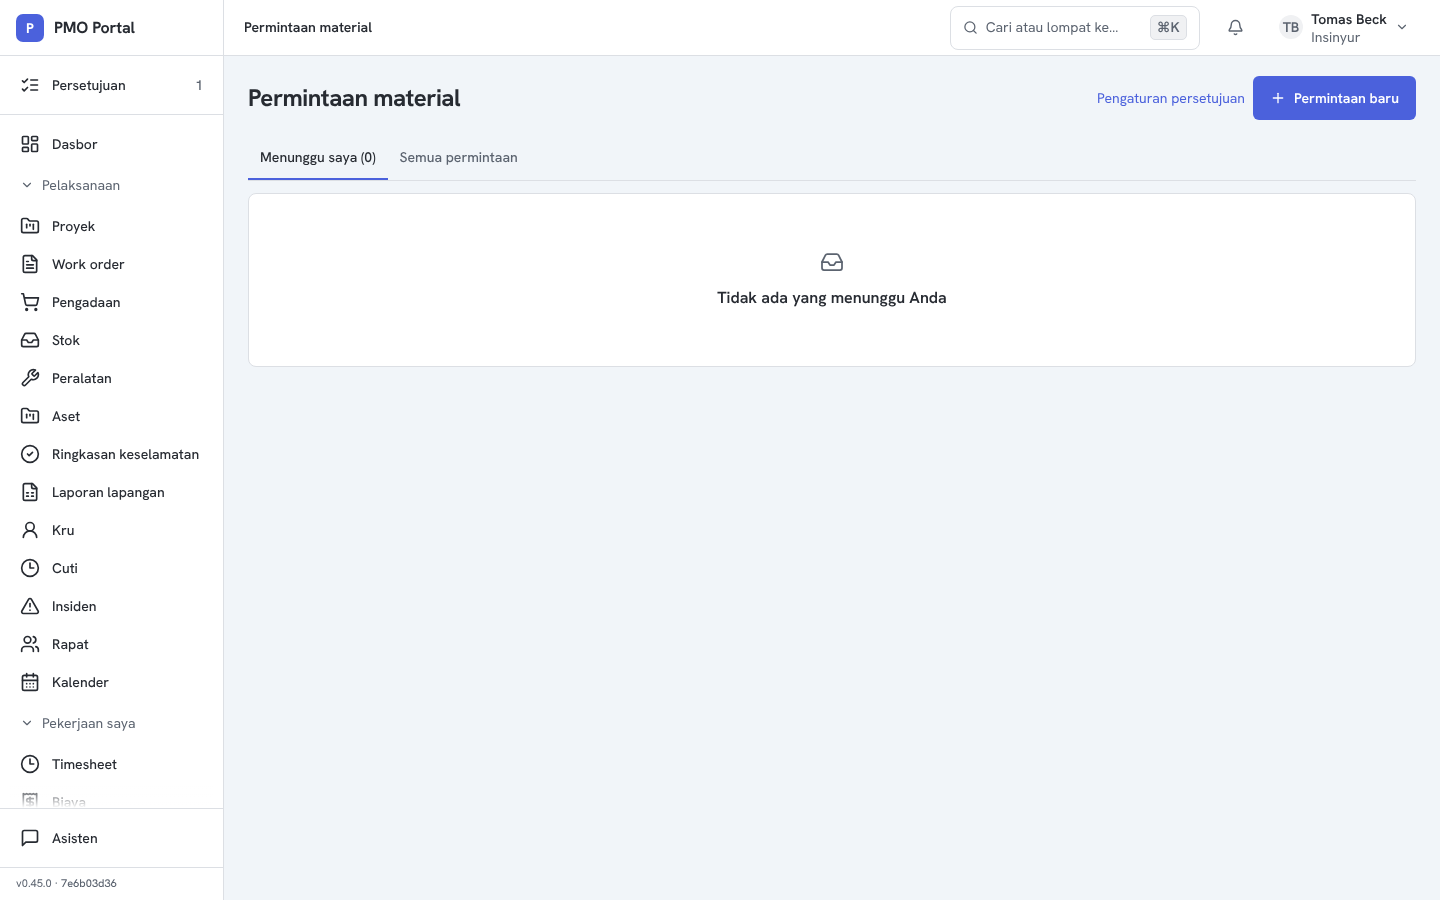 P
PMO Portal
Permintaan material
Cari atau lompat ke...
⌘K
TB
Tomas Beck
Insinyur
Persetujuan
1
Dasbor
Pelaksanaan
Proyek
Work order
Pengadaan
Stok
Peralatan
Aset
Ringkasan keselamatan
Laporan lapangan
Kru
Cuti
Insiden
Rapat
Kalender
Pekerjaan saya
Timesheet
Biaya
Asisten
v0.45.0 · 7e6b03d36
Permintaan material
Pengaturan persetujuan
Permintaan baru
Menunggu saya (0)
Semua permintaan
Tidak ada yang menunggu Anda